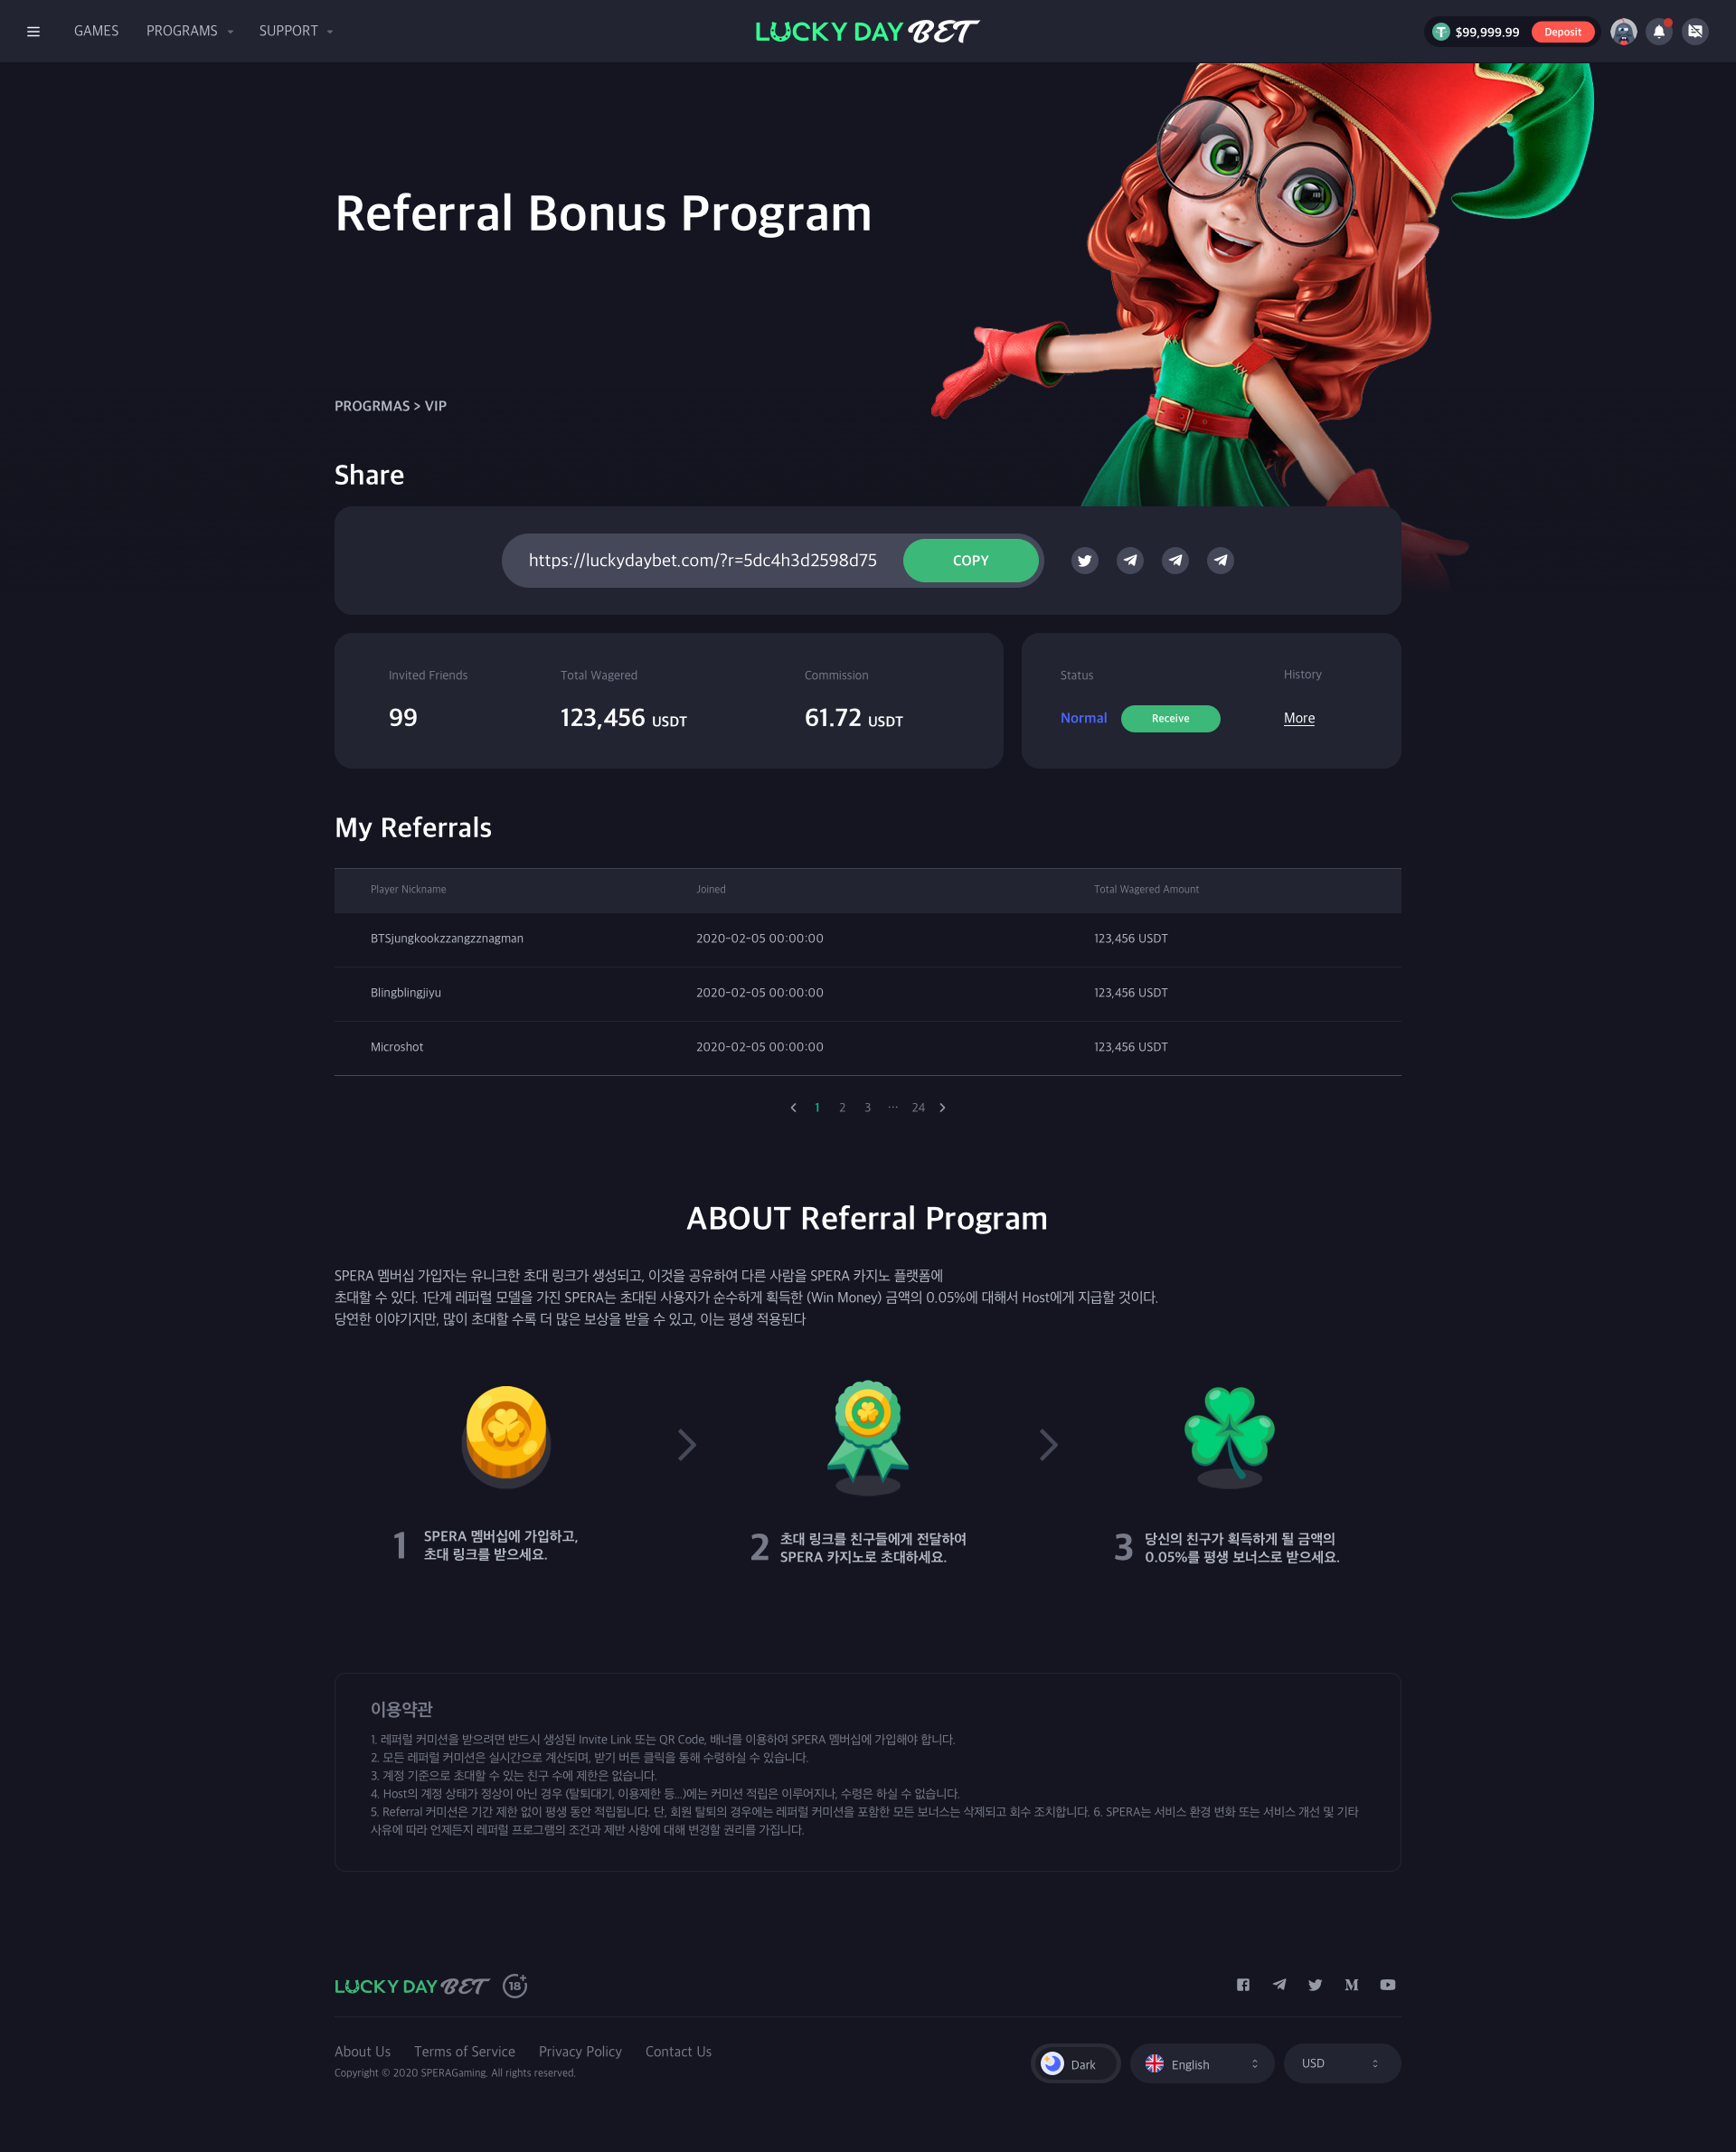 GAMES PROGRAMS SUPPORT
LUCKY DAY BET
$99,999.99 Deposit
Referral Bonus Program
PROGRMAS > VIP
Share
https://luckydaybet.com/?r=5dc4h3d2598d75 COPY
Invited Friends Total Wagered Commission Status History
99 123,456 USDT 61.72 USDT Normal Receive More
My Referrals
Player Nickname Joined Total Wagered Amount
BTSjungkookzzangzznagman 2020-02-05 00:00:00 123,456 USDT
Blingblingjiyu 2020-02-05 00:00:00 123,456 USDT
Microshot 2020-02-05 00:00:00 123,456 USDT
1 2 3 ··· 24
ABOUT Referral Program
SPERA 멤버십 가입자는 유니크한 초대 링크가 생성되고, 이것을 공유하여 다른 사람을 SPERA 카지노 플랫폼에
초대할 수 있다. 1단계 레퍼럴 모델을 가진 SPERA는 초대된 사용자가 순수하게 획득한 (Win Money) 금액의 0.05%에 대해서 Host에게 지급할 것이다.
당연한 이야기지만, 많이 초대할 수록 더 많은 보상을 받을 수 있고, 이는 평생 적용된다
1 SPERA 멤버십에 가입하고,
초대 링크를 받으세요.
2 초대 링크를 친구들에게 전달하여
SPERA 카지노로 초대하세요.
3 당신의 친구가 획득하게 될 금액의
0.05%를 평생 보너스로 받으세요.
이용약관
1. 레퍼럴 커미션을 받으려면 반드시 생성된 Invite Link 또는 QR Code, 배너를 이용하여 SPERA 멤버십에 가입해야 합니다.
2. 모든 레퍼럴 커미션은 실시간으로 계산되며, 받기 버튼 클릭을 통해 수령하실 수 있습니다.
3. 계정 기준으로 초대할 수 있는 친구 수에 제한은 없습니다.
4. Host의 계정 상태가 정상이 아닌 경우 (탈퇴대기, 이용제한 등...)에는 커미션 적립은 이루어지나, 수령은 하실 수 없습니다.
5. Referral 커미션은 기간 제한 없이 평생 동안 적립됩니다. 단, 회원 탈퇴의 경우에는 레퍼럴 커미션을 포함한 모든 보너스는 삭제되고 회수 조치합니다. 6. SPERA는 서비스 환경 변화 또는 서비스 개선 및 기타
사유에 따라 언제든지 레퍼럴 프로그램의 조건과 제반 사항에 대해 변경할 권리를 가집니다.
LUCKY DAY BET 18+
About Us Terms of Service Privacy Policy Contact Us
Copyright © 2020 SPERAGaming. All rights reserved.
Dark English USD